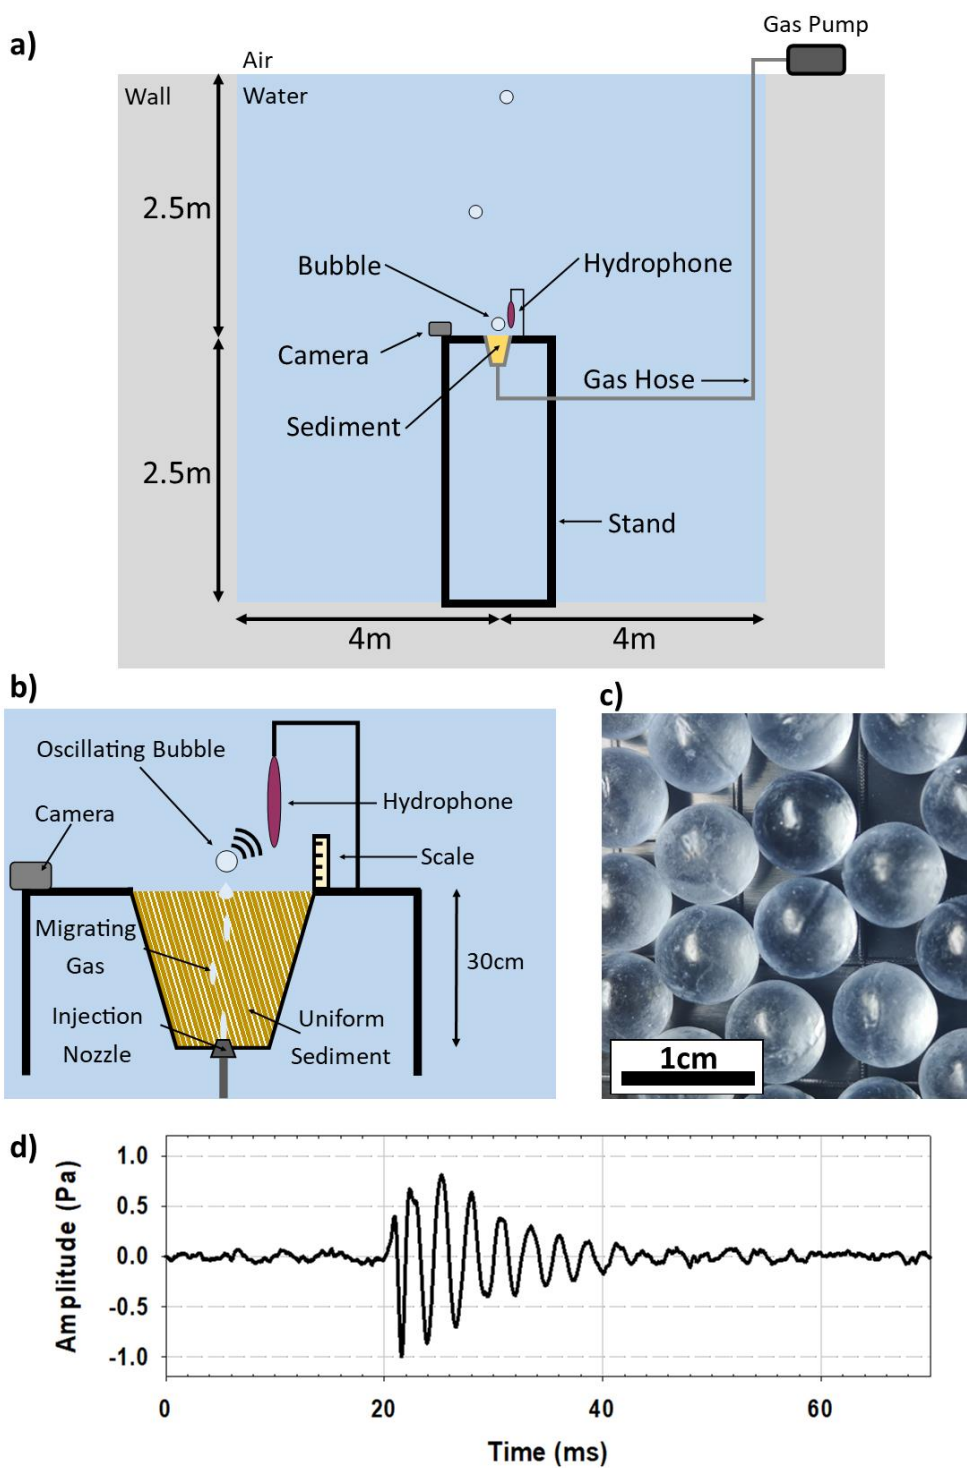 a)
Gas Pump
Air
Wall
Water
2.5m
Bubble
Hydrophone
Camera
Gas Hose
Sediment
2.5m
Stand
4m
4m
b)
c)
Oscillating Bubble
Camera
Hydrophone
Scale
Migrating
Gas
30cm
Injection
Nozzle
Uniform
Sediment
1cm
d)
Amplitude (Pa)
1.0
0.5
0.0
-0.5
-1.0
0
20
40
60
Time (ms)